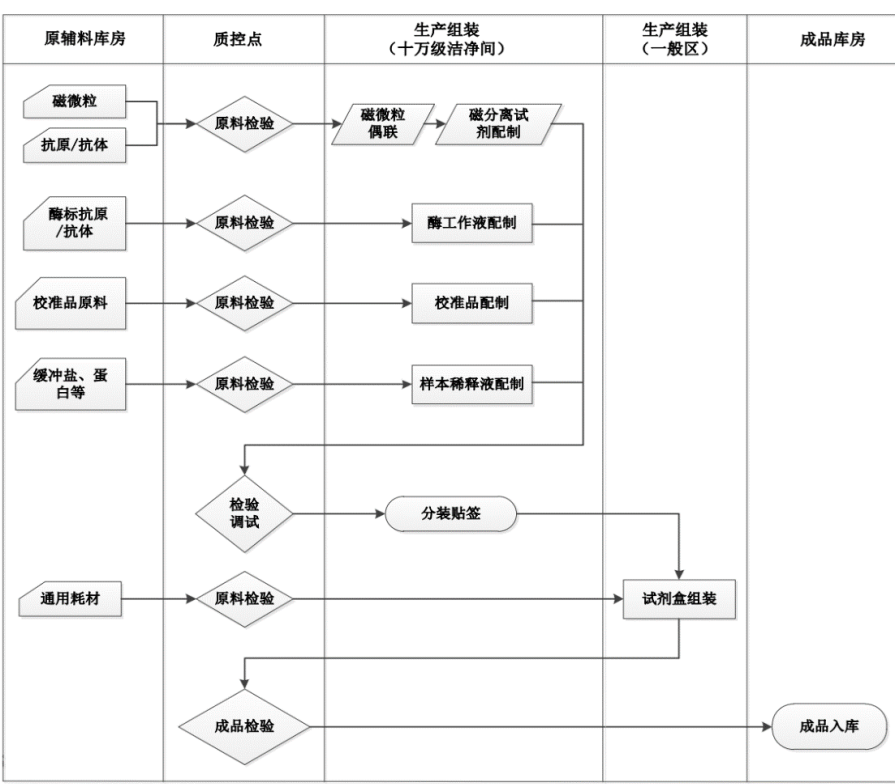 原辅料库房
质控点
生产组装
（十万级洁净间）
生产组装
（一般区）
成品库房
磁微粒
抗原/抗体
原料检验
磁微粒
偶联
磁分离试
剂配制
酶标抗原
/抗体
原料检验
酶工作液配制
校准品原料
原料检验
校准品配制
缓冲盐、蛋
白等
原料检验
样本稀释液配制
检验
调试
分装贴签
通用耗材
原料检验
试剂盒组装
成品检验
成品入库